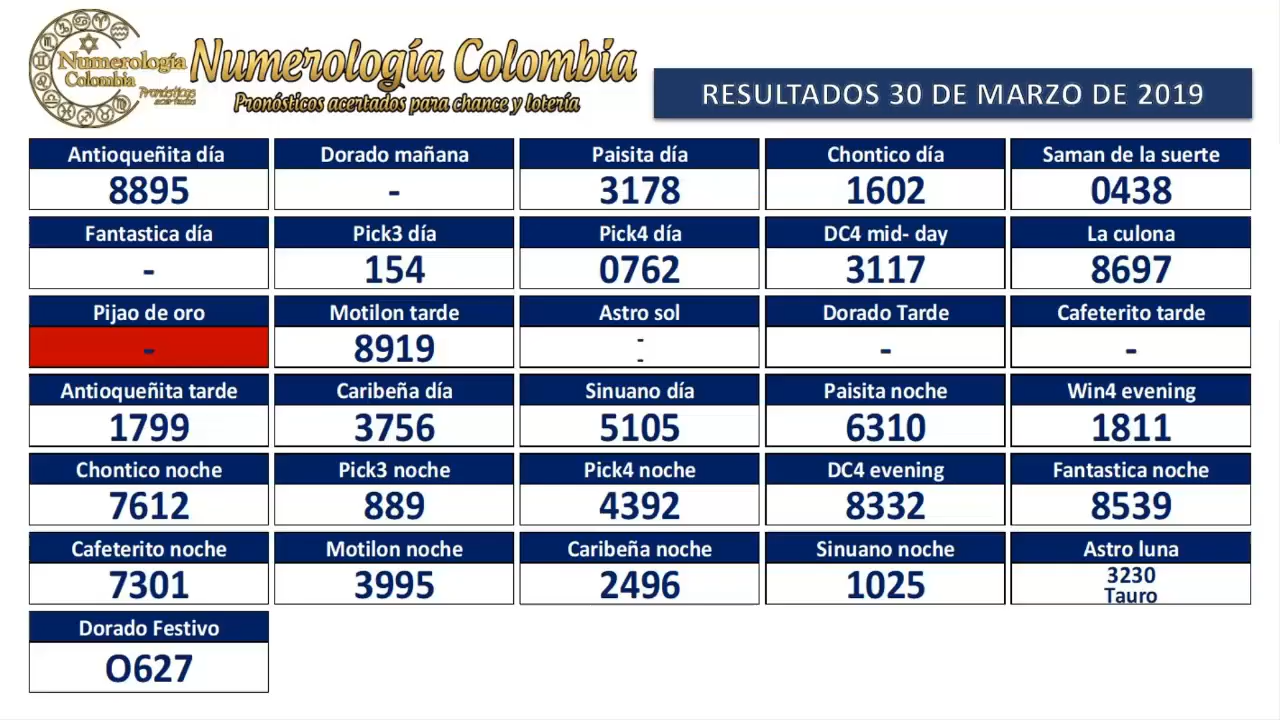 Numerología
Colombia
Pronósticos
acertados
Numerología Colombia
Pronósticos acertados para chance y lotería
RESULTADOS 30 DE MARZO DE 2019
Antioqueñita día Dorado mañana Paisita día Chontico día Saman de la suerte
8895 - 3178 1602 0438
Fantastica día Pick3 día Pick4 día DC4 mid- day La culona
- 154 0762 3117 8697
Pijao de oro Motilon tarde Astro sol Dorado Tarde Cafeterito tarde
- 8919 - - -
-
Antioqueñita tarde Caribeña día Sinuano día Paisita noche Win4 evening
1799 3756 5105 6310 1811
Chontico noche Pick3 noche Pick4 noche DC4 evening Fantastica noche
7612 889 4392 8332 8539
Cafeterito noche Motilon noche Caribeña noche Sinuano noche Astro luna
7301 3995 2496 1025 3230
Tauro
Dorado Festivo
O627